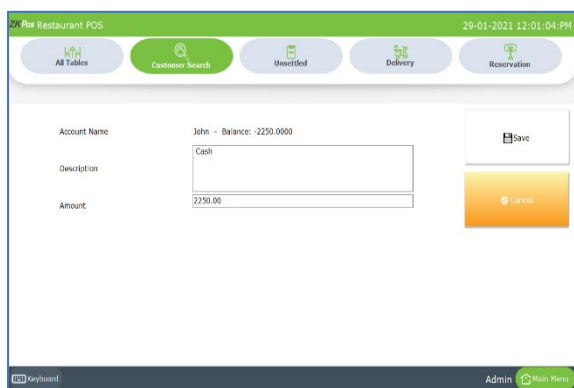 ZKPos Restaurant POS 29-01-2021 12:01:04:PM
All Tables Customer Search Unsettled Delivery Reservation
Account Name John - Balance: -2250.0000
Save
Cash
Description
Amount 2250.00
Cancel
Keyboard Admin Main Menu